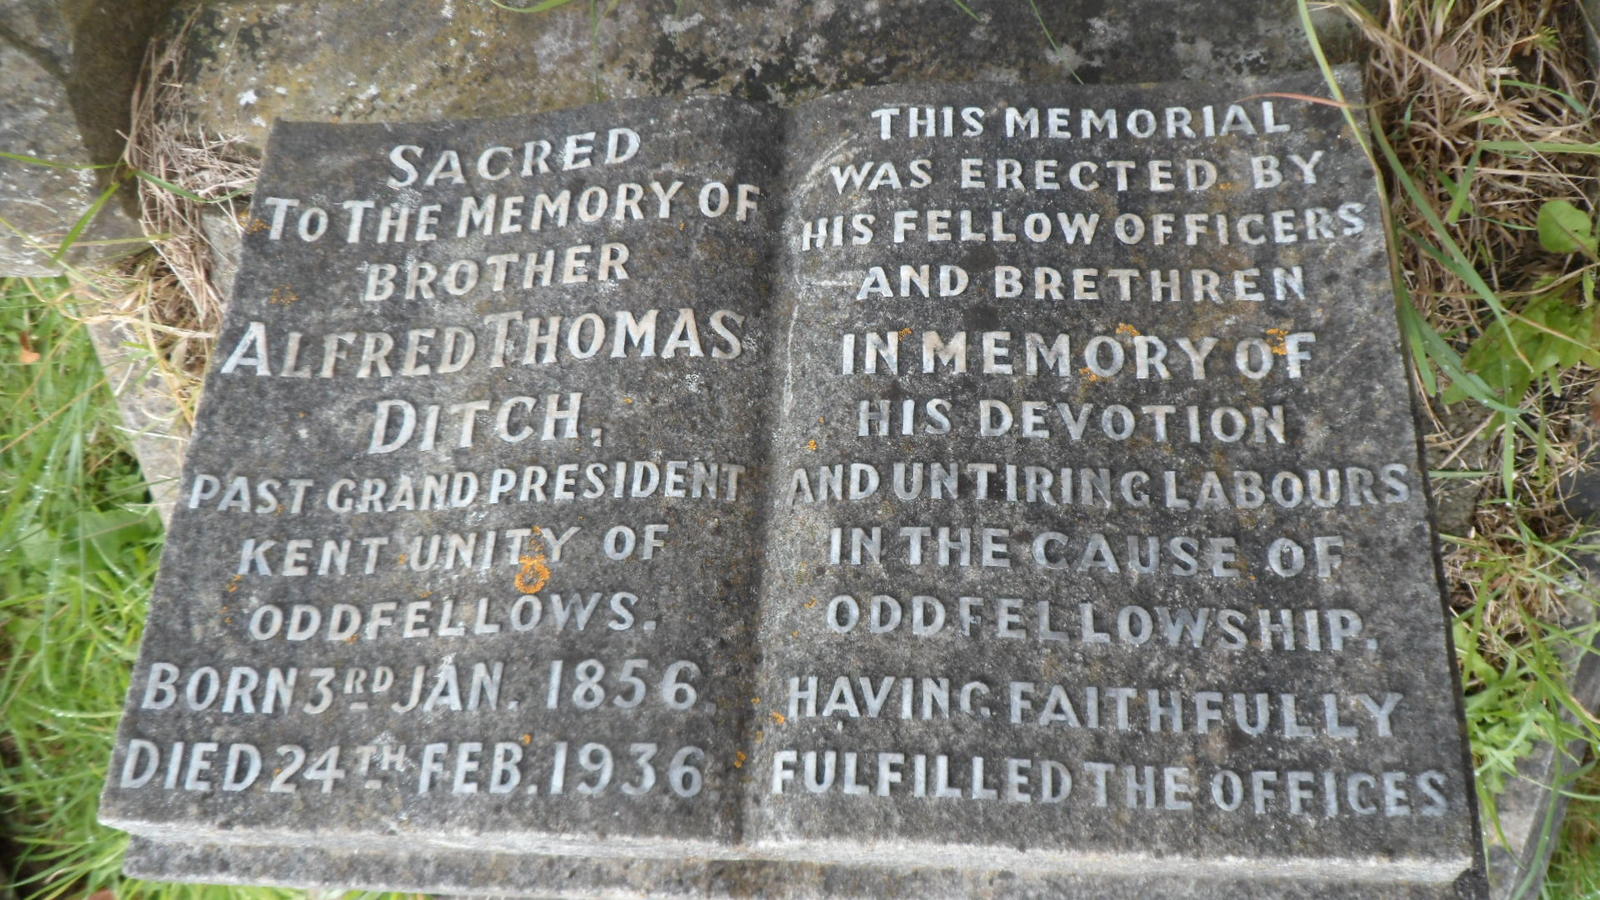 SACRED
TO THE MEMORY OF
BROTHER
ALFRED THOMAS
DITCH.
PAST GRAND PRESIDENT
KENT UNITY OF
ODDFELLOWS.
BORN 3RD JAN. 1856.
DIED 24TH FEB. 1936
THIS MEMORIAL
WAS ERECTED BY
HIS FELLOW OFFICERS
AND BRETHREN
IN MEMORY OF
HIS DEVOTION
AND UNTIRING LABOURS
IN THE CAUSE OF
ODDFELLOWSHIP.
HAVING FAITHFULLY
FULFILLED THE OFFICES